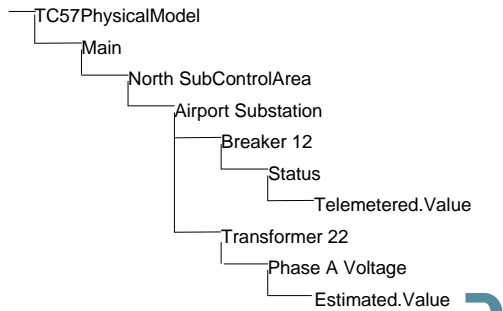 TC57PhysicalModel
Main
North SubControlArea
Airport Substation
Breaker 12
Status
Telemetered.Value
Transformer 22
Phase A Voltage
Estimated.Value